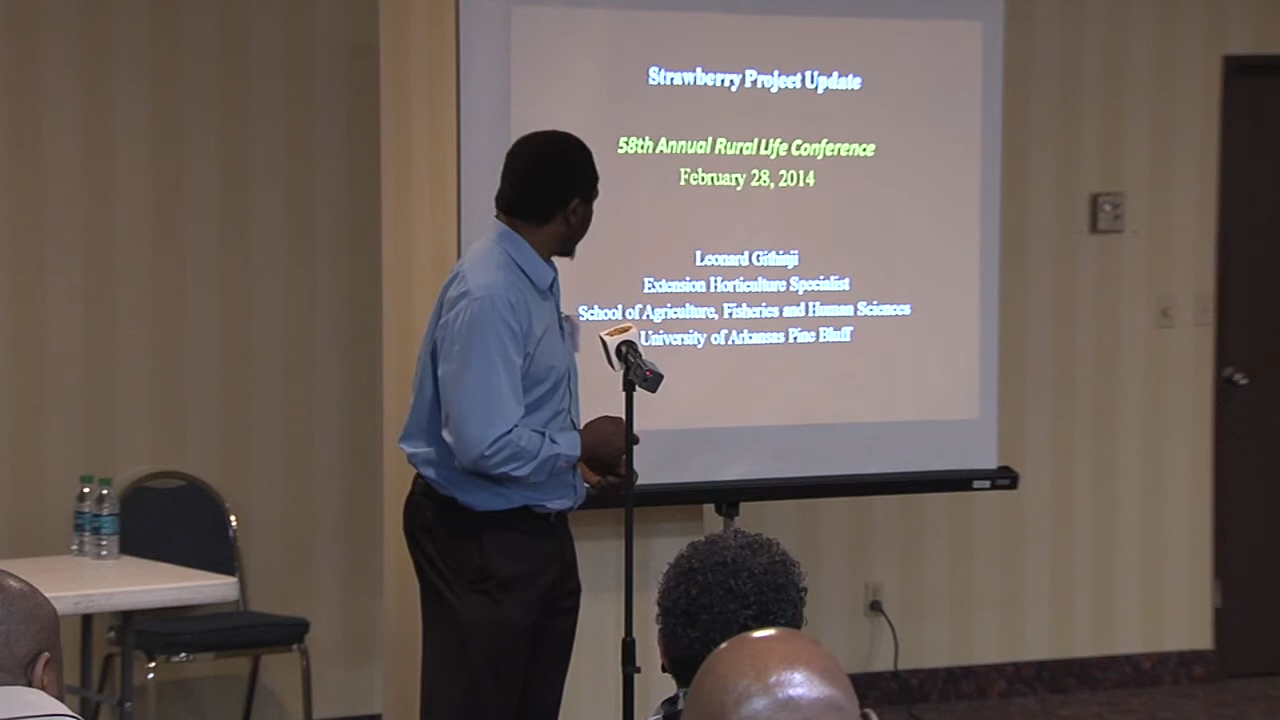 Strawberry Project Update
58th Annual Rural Life Conference
February 28, 2014
Leonard Githinji
Extension Horticulture Specialist
School of Agriculture, Fisheries and Human Sciences
University of Arkansas Pine Bluff